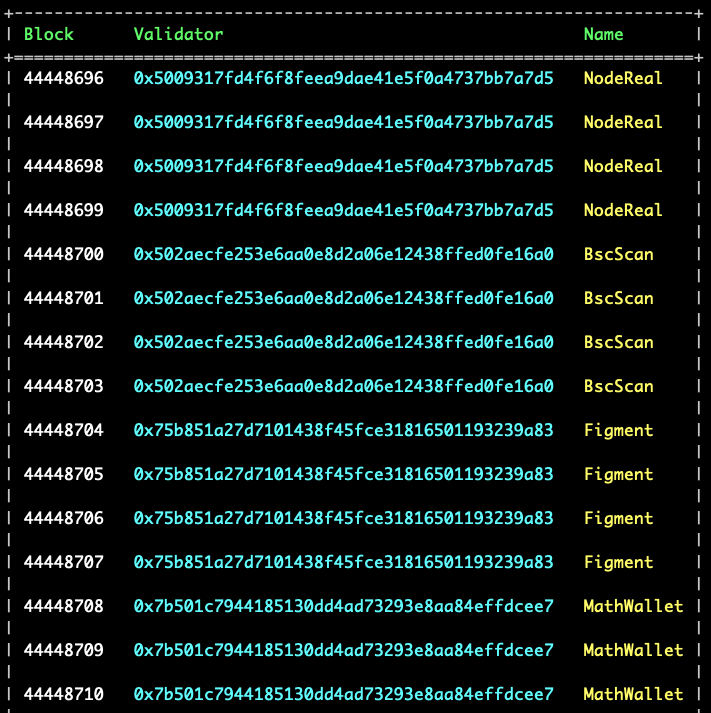 Block Validator Name
44448696 0x5009317fd4f6f8feea9dae41e5f0a4737bb7a7d5 NodeReal
44448697 0x5009317fd4f6f8feea9dae41e5f0a4737bb7a7d5 NodeReal
44448698 0x5009317fd4f6f8feea9dae41e5f0a4737bb7a7d5 NodeReal
44448699 0x5009317fd4f6f8feea9dae41e5f0a4737bb7a7d5 NodeReal
44448700 0x502aecfe253e6aa0e8d2a06e12438ffed0fe16a0 BscScan
44448701 0x502aecfe253e6aa0e8d2a06e12438ffed0fe16a0 BscScan
44448702 0x502aecfe253e6aa0e8d2a06e12438ffed0fe16a0 BscScan
44448703 0x502aecfe253e6aa0e8d2a06e12438ffed0fe16a0 BscScan
44448704 0x75b851a27d7101438f45fce31816501193239a83 Figment
44448705 0x75b851a27d7101438f45fce31816501193239a83 Figment
44448706 0x75b851a27d7101438f45fce31816501193239a83 Figment
44448707 0x75b851a27d7101438f45fce31816501193239a83 Figment
44448708 0x7b501c7944185130dd4ad73293e8aa84effdcee7 MathWallet
44448709 0x7b501c7944185130dd4ad73293e8aa84effdcee7 MathWallet
44448710 0x7b501c7944185130dd4ad73293e8aa84effdcee7 MathWallet